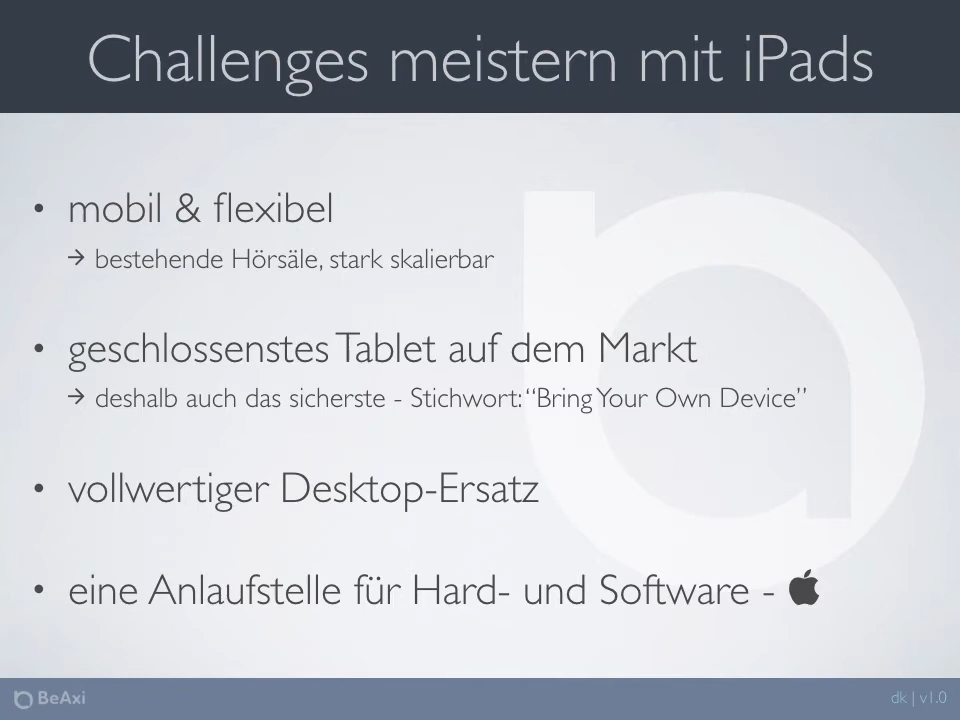 Challenges meistern mit iPads
• mobil & flexibel
→ bestehende Hörsäle, stark skalierbar
• geschlossenstes Tablet auf dem Markt
→ deshalb auch das sicherste - Stichwort: “Bring Your Own Device”
• vollwertiger Desktop-Ersatz
• eine Anlaufstelle für Hard- und Software -
BeAxi
dk | v1.0